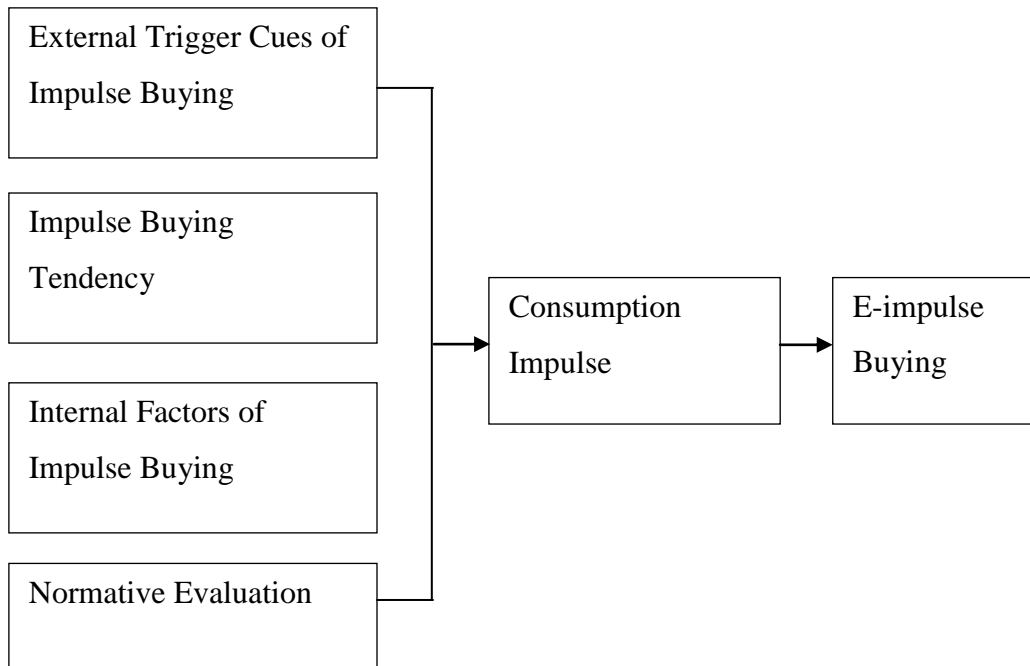 External Trigger Cues of
Impulse Buying
Impulse Buying
Tendency
Internal Factors of
Impulse Buying
Normative Evaluation
Consumption
Impulse
E-impulse
Buying